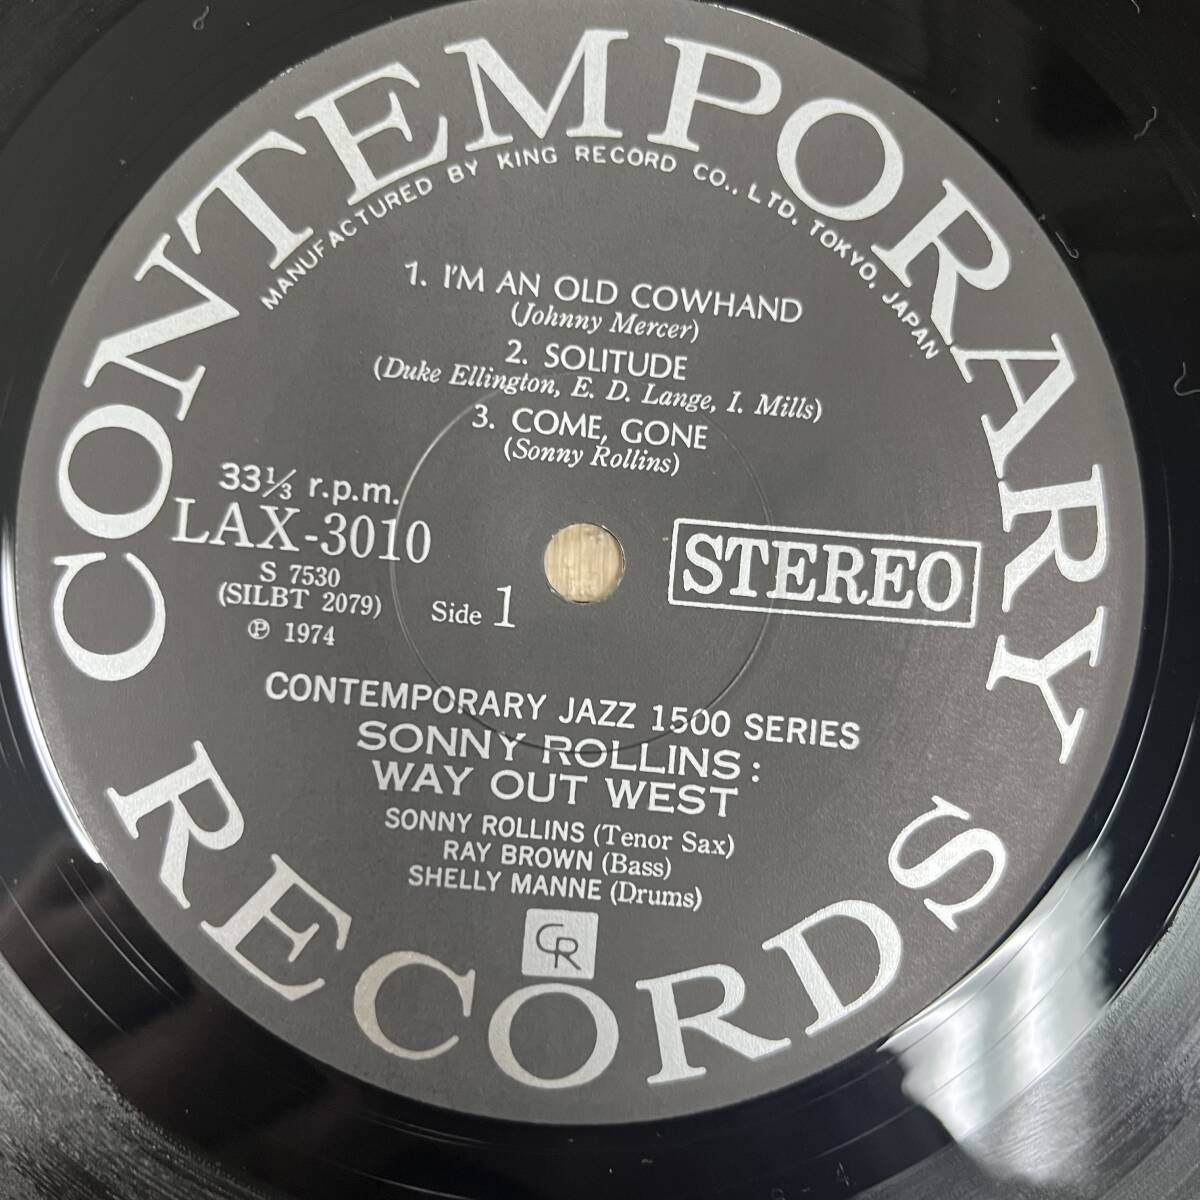 CONTEMPORARY
MANUFACTURED BY KING RECORD CO., LTD. TOKYO, JAPAN
1. I'M AN OLD COWHAND
(Johnny Mercer)
2. SOLITUDE
(Duke Ellington, E. D. Lange, I. Mills)
3. COME, GONE
(Sonny Rollins)
33⅓ r.p.m.
LAX-3010
S 7530
(SILBT 2079)
℗ 1974
Side 1
STEREO
CONTEMPORARY JAZZ 1500 SERIES
SONNY ROLLINS:
WAY OUT WEST
SONNY ROLLINS (Tenor Sax)
RAY BROWN (Bass)
SHELLY MANNE (Drums)
CR
RECORDS